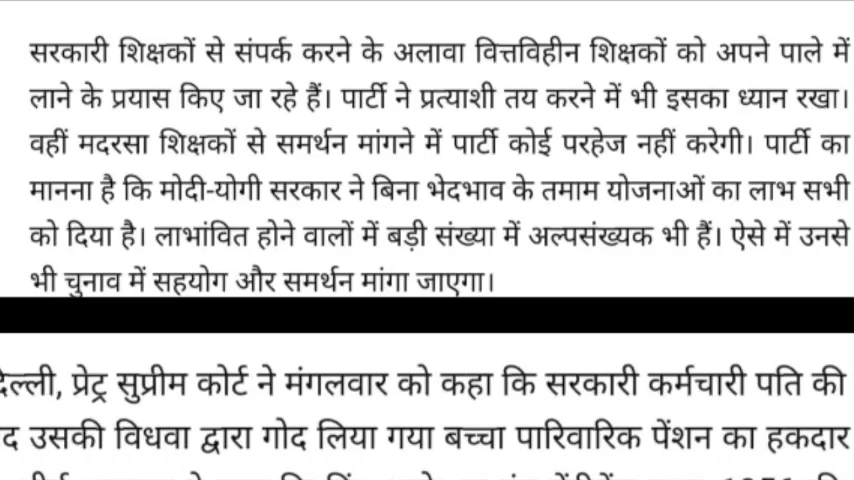 सरकारी शिक्षकों से संपर्क करने के अलावा वित्तविहीन शिक्षकों को अपने पाले में
लाने के प्रयास किए जा रहे हैं। पार्टी ने प्रत्याशी तय करने में भी इसका ध्यान रखा।
वहीं मदरसा शिक्षकों से समर्थन मांगने में पार्टी कोई परहेज नहीं करेगी। पार्टी का
मानना है कि मोदी-योगी सरकार ने बिना भेदभाव के तमाम योजनाओं का लाभ सभी
को दिया है। लाभांवित होने वालों में बड़ी संख्या में अल्पसंख्यक भी हैं। ऐसे में उनसे
भी चुनाव में सहयोग और समर्थन मांगा जाएगा।
प्रेट्र सुप्रीम कोर्ट ने मंगलवार को कहा कि सरकारी कर्मचारी पति की
उसकी विधवा द्वारा गोद लिया गया बच्चा पारिवारिक पेंशन का हकदार